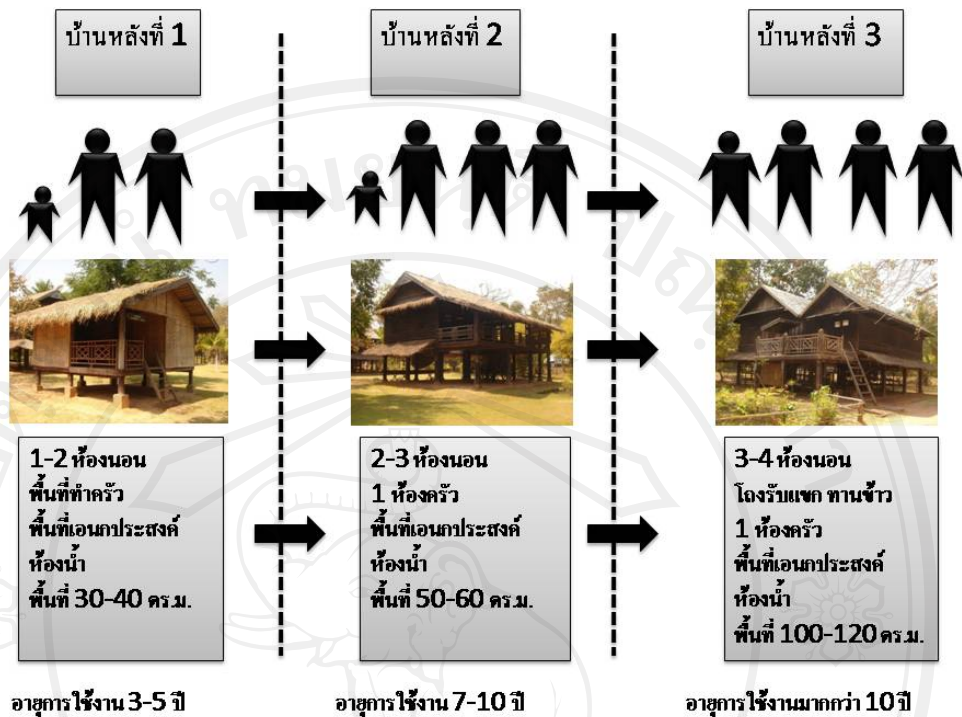 บ้านหลังที่ 1
บ้านหลังที่ 2
บ้านหลังที่ 3
1-2 ห้องนอน
พื้นที่ทำครัว
พื้นที่เอนกประสงค์
ห้องน้ำ
พื้นที่ 30-40 ตร.ม.
2-3 ห้องนอน
1 ห้องครัว
พื้นที่เอนกประสงค์
ห้องน้ำ
พื้นที่ 50-60 ตร.ม.
3-4 ห้องนอน
โถงรับแขก ทานข้าว
1 ห้องครัว
พื้นที่เอนกประสงค์
ห้องน้ำ
พื้นที่ 100-120 ตร.ม.
อายุการใช้งาน 3-5 ปี
อายุการใช้งาน 7-10 ปี
อายุการใช้งานมากกว่า 10 ปี